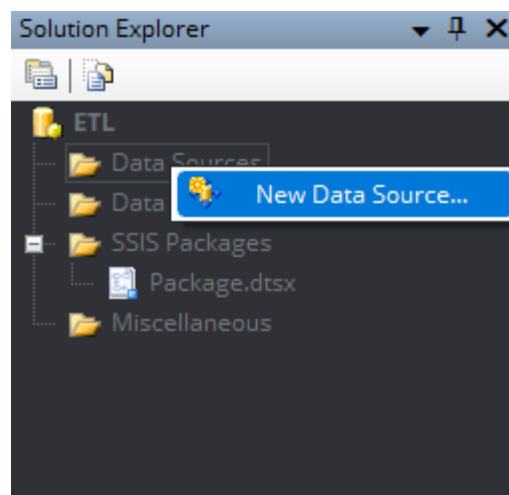 Solution Explorer
ETL
Data Sources
New Data Source...
Data
SSIS Packages
Package.dtsx
Miscellaneous